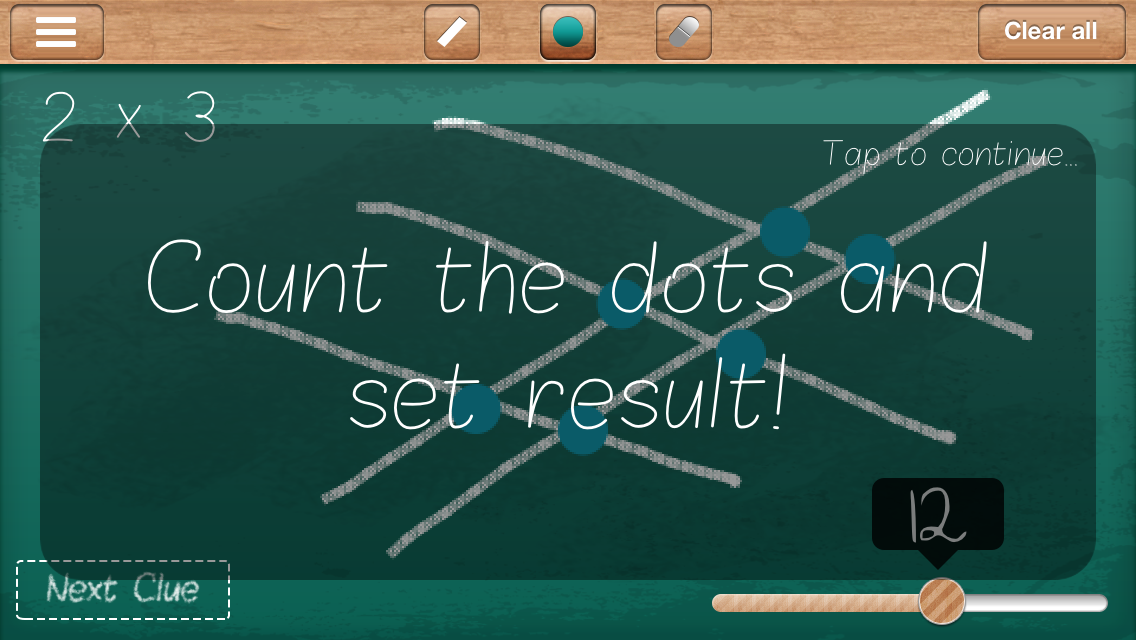 Clear all
2 x 3
Tap to continue...
Count the dots and
set result!
12
Next Clue